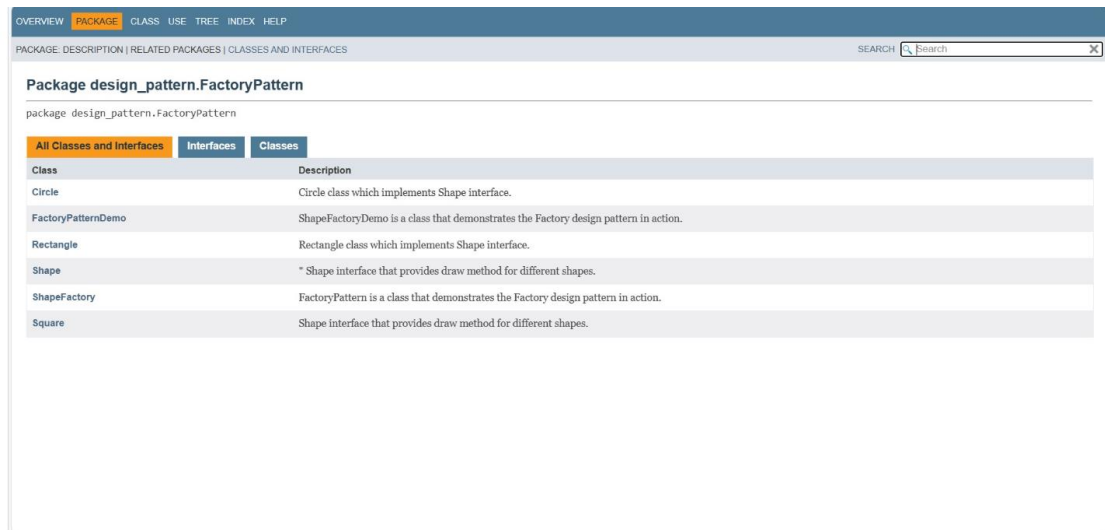 OVERVIEW PACKAGE CLASS USE TREE INDEX HELP
PACKAGE: DESCRIPTION | RELATED PACKAGES | CLASSES AND INTERFACES SEARCH Search
Package design_pattern.FactoryPattern
package design_pattern.FactoryPattern
All Classes and Interfaces Interfaces Classes
Class Description
Circle Circle class which implements Shape interface.
FactoryPatternDemo ShapeFactoryDemo is a class that demonstrates the Factory design pattern in action.
Rectangle Rectangle class which implements Shape interface.
Shape * Shape interface that provides draw method for different shapes.
ShapeFactory FactoryPattern is a class that demonstrates the Factory design pattern in action.
Square Shape interface that provides draw method for different shapes.